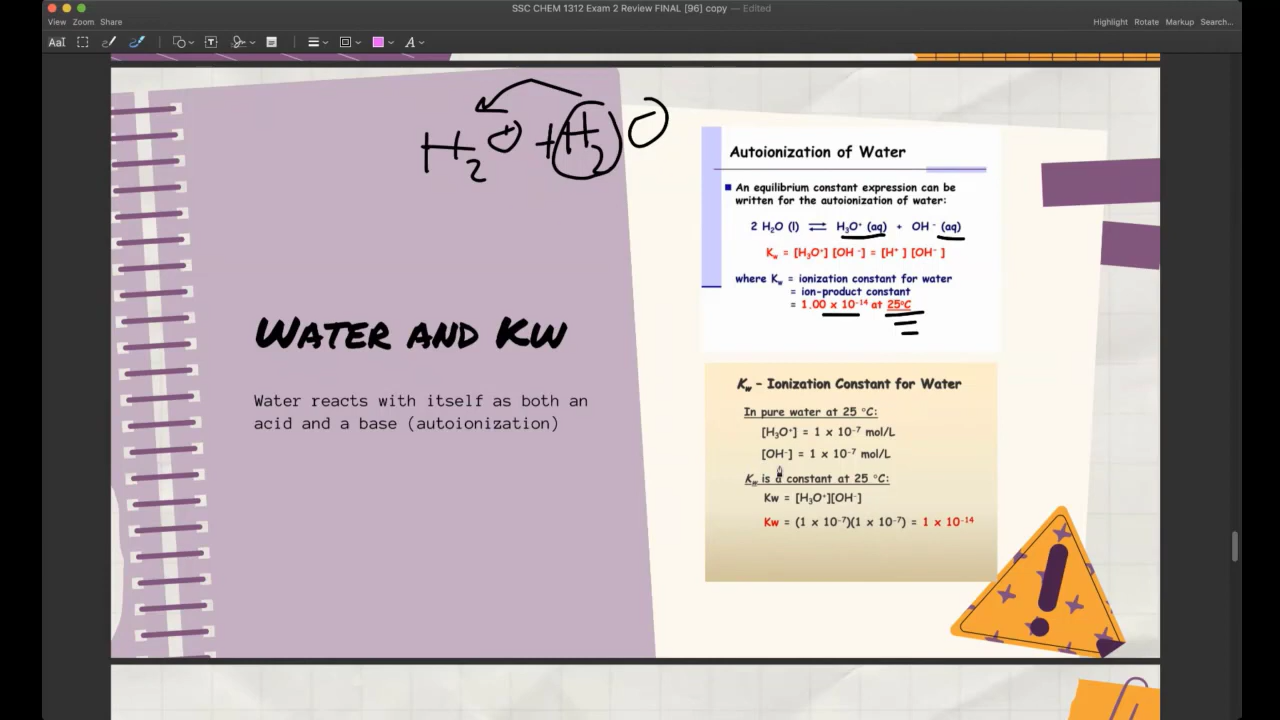 SSC CHEM 1312 Exam 2 Review FINAL [96] copy — Edited
View Zoom Share
Highlight Rotate Markup Search...
H₂O + H₂O
Autoionization of Water
An equilibrium constant expression can be
written for the autoionization of water:
2 H₂O (l) ⇌ H₃O⁺ (aq) + OH⁻ (aq)
Kw = [H₃O⁺] [OH⁻] = [H⁺] [OH⁻]
where Kw = ionization constant for water
= ion-product constant
= 1.00 x 10⁻¹⁴ at 25°C
Water and Kw
Water reacts with itself as both an
acid and a base (autoionization)
Kw - Ionization Constant for Water
In pure water at 25 °C:
[H₃O⁺] = 1 x 10⁻⁷ mol/L
[OH⁻] = 1 x 10⁻⁷ mol/L
Kw is a constant at 25 °C:
Kw = [H₃O⁺][OH⁻]
Kw = (1 x 10⁻⁷)(1 x 10⁻⁷) = 1 x 10⁻¹⁴